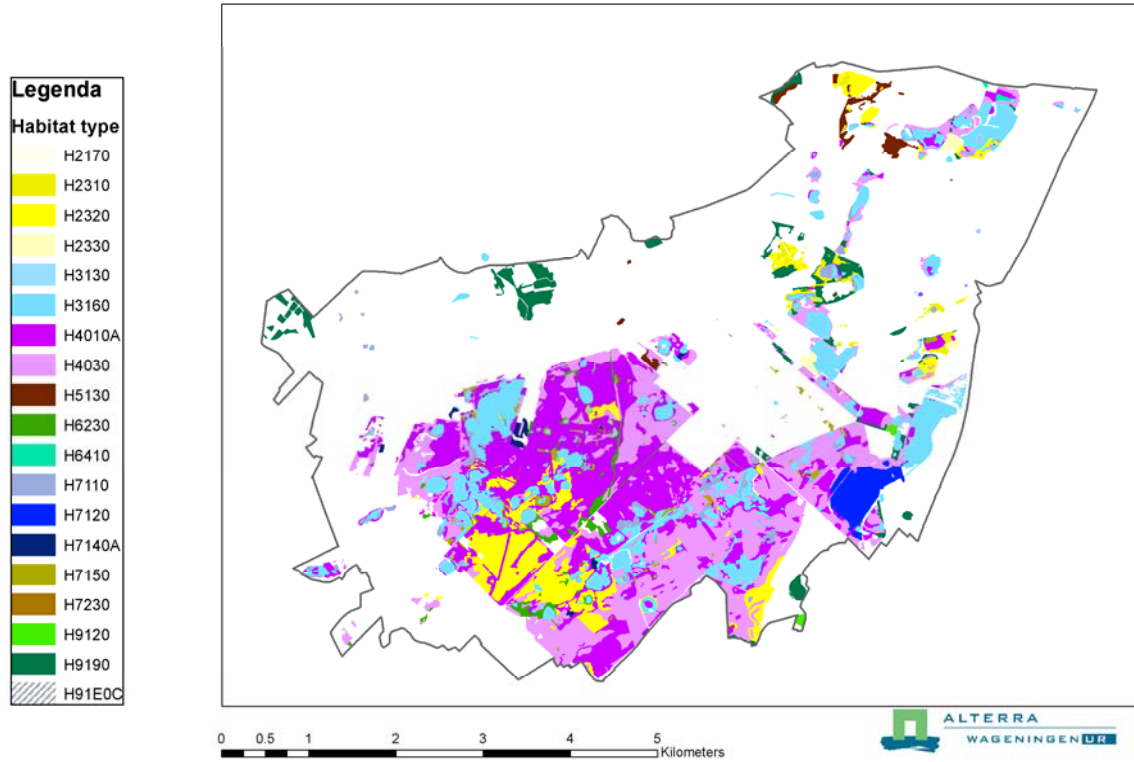 Legenda
Habitat type
H2170
H2310
H2320
H2330
H3130
H3160
H4010A
H4030
H5130
H6230
H6410
H7110
H7120
H7140A
H7150
H7230
H9120
H9190
H91E0C
0 0.5 1 2 3 4 5
Kilometers
ALTERRA
WAGENINGEN UR